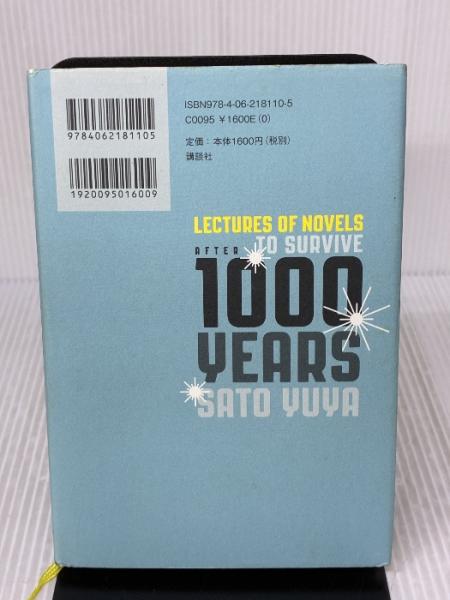 ISBN978-4-06-218110-5
C0095 ¥1600E (0)
定価：本体1600円（税別）
講談社
9784062181105
1920095016009
LECTURES OF NOVELS
TO SURVIVE
AFTER
1000
YEARS
SATO YUYA